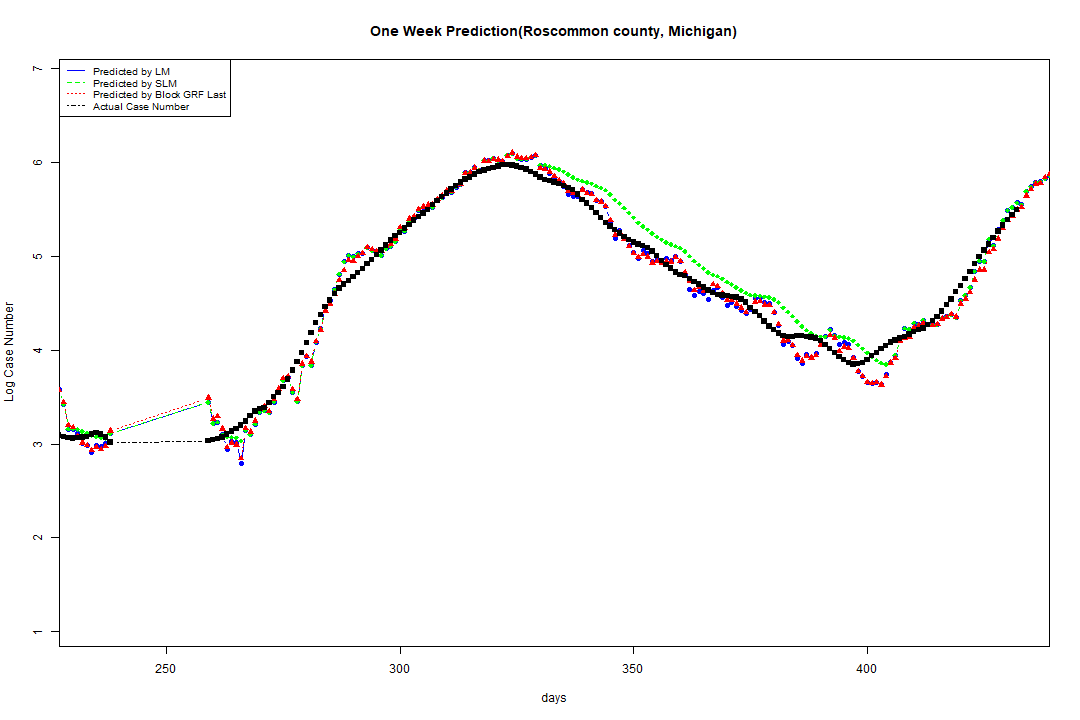 One Week Prediction(Roscommon county, Michigan)
Predicted by LM
Predicted by SLM
Predicted by Block GRF Last
Actual Case Number
7
6
5
4
3
2
1
Log Case Number
250 300 350 400
days